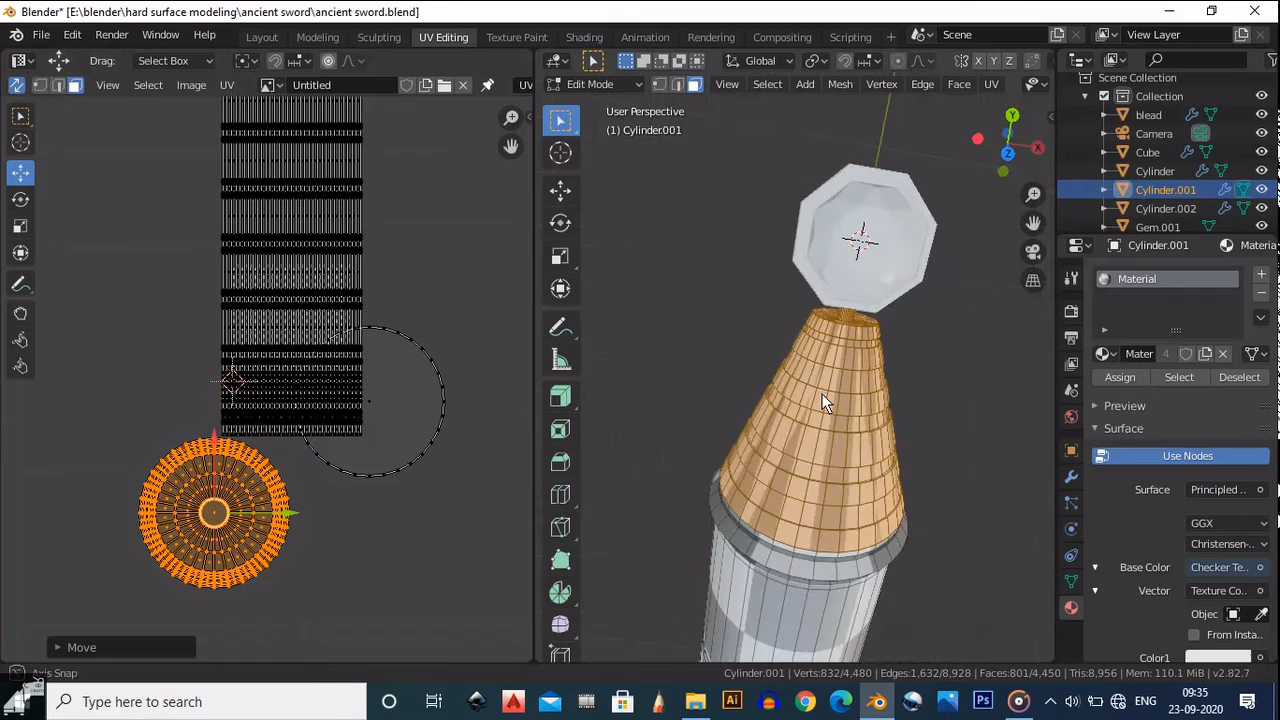 Blender* [E:\blender\hard surface modeling\ancient sword\ancient sword.blend]
File Edit Render Window Help Layout Modeling Sculpting UV Editing Texture Paint Shading Animation Rendering Compositing Scripting + Scene View Layer
Drag: Select Box Global X Y Z
View Select Image UV Untitled UV Edit Mode View Select Add Mesh Vertex Edge Face UV
Scene Collection
Collection
blead
Camera
Cube
Cylinder
Cylinder.001
Cylinder.002
Gem.001
User Perspective
(1) Cylinder.001
Y
X
Z
Cylinder.001 Materia
Material
Mater 4
Assign Select Deselect
Preview
Surface
Use Nodes
Surface Principled ..
GGX
Christensen-..
Base Color Checker Te..
Vector Texture Co..
Objec
From Insta..
Color1
Move
Axis Snap
Cylinder.001 | Verts:832/4,480 | Edges:1,632/8,928 | Faces:801/4,450 | Tris:8,956 | Mem: 110.1 MiB | v2.82.7
Type here to search
Ai
Ps
ENG
09:35
23-09-2020